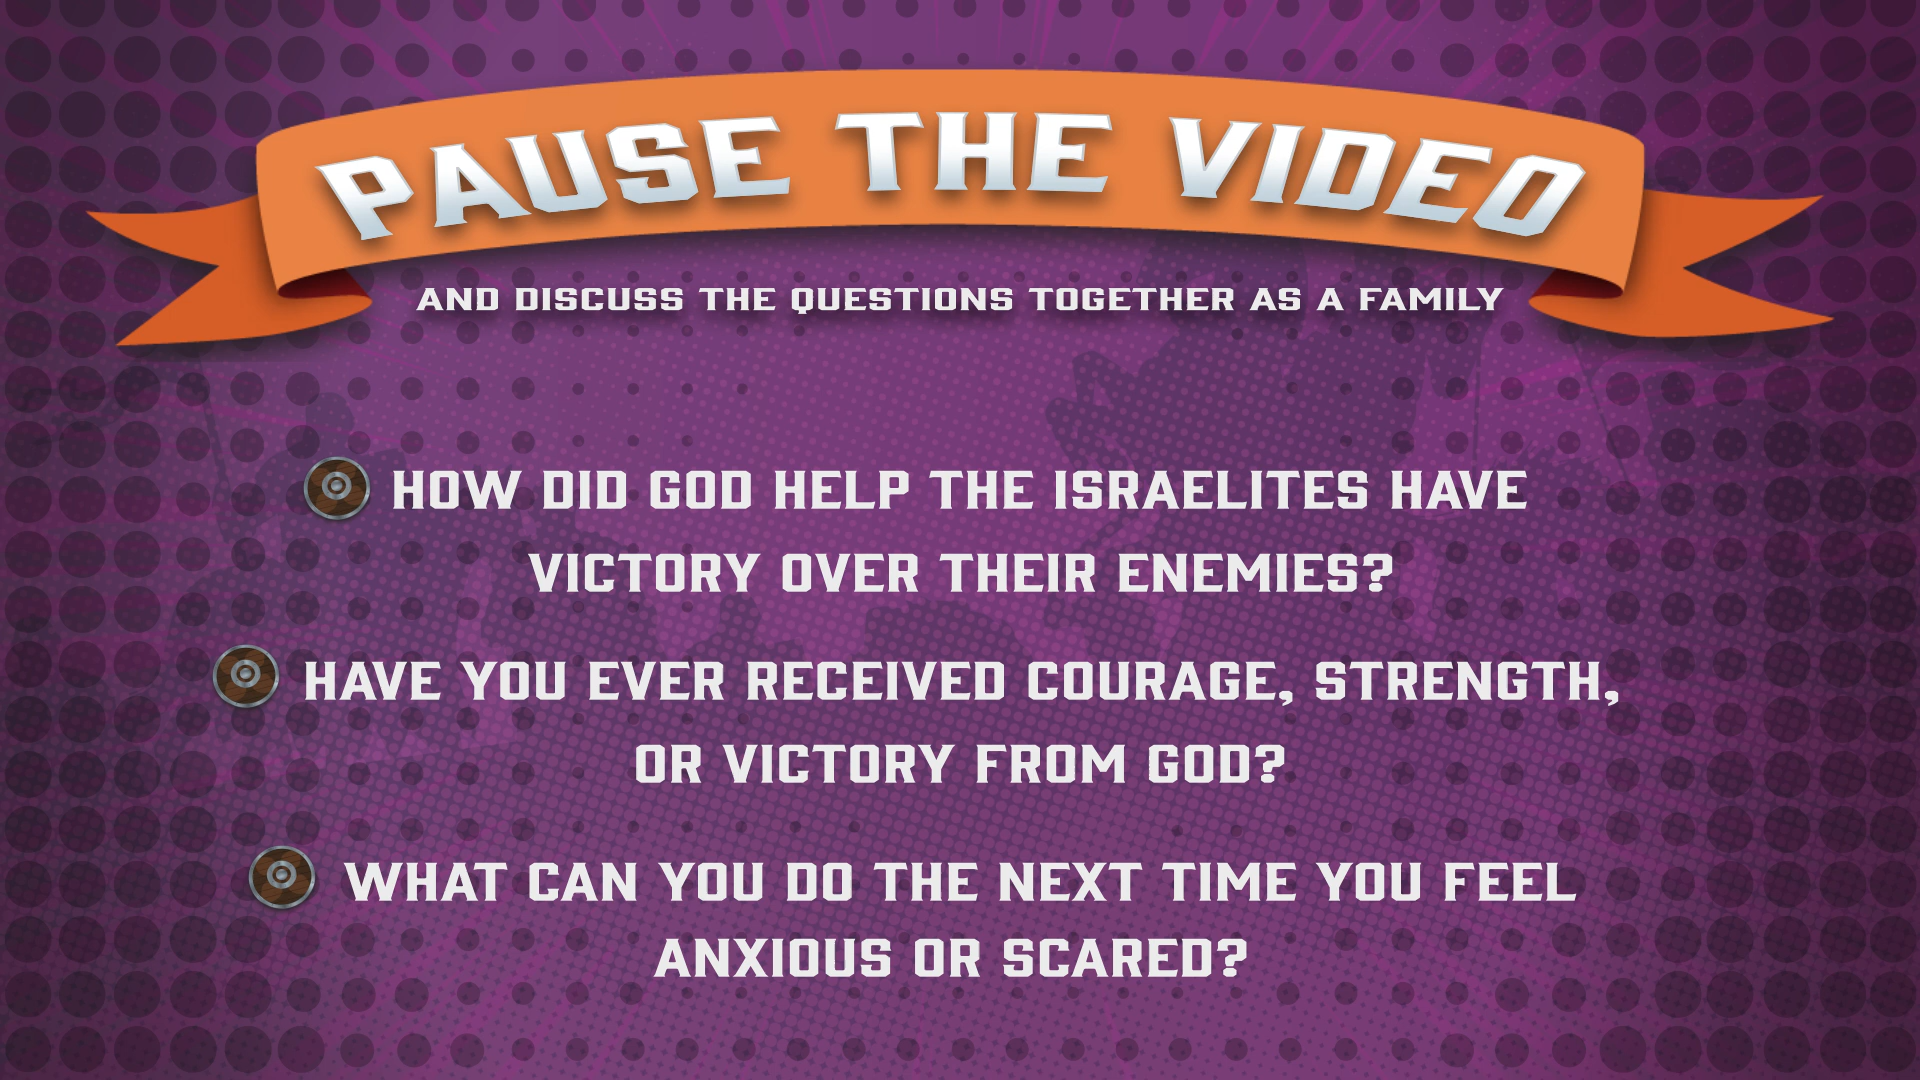 PAUSE THE VIDEO
AND DISCUSS THE QUESTIONS TOGETHER AS A FAMILY
HOW DID GOD HELP THE ISRAELITES HAVE
VICTORY OVER THEIR ENEMIES?
HAVE YOU EVER RECEIVED COURAGE, STRENGTH,
OR VICTORY FROM GOD?
WHAT CAN YOU DO THE NEXT TIME YOU FEEL
ANXIOUS OR SCARED?